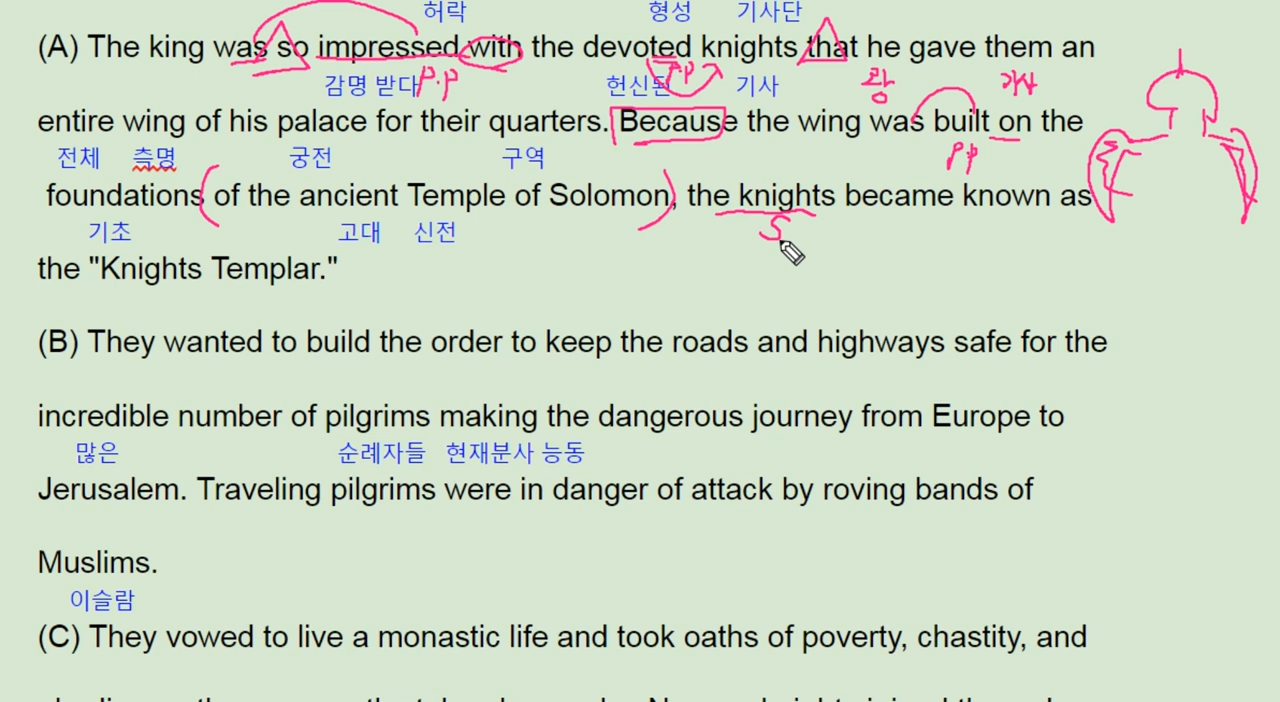 허락 형성 기사단
(A) The king was so impressed with the devoted knights that he gave them an
감명 받다 p.p 헌신된 p.p 기사 왕 기사
entire wing of his palace for their quarters. Because the wing was built on the
전체 측명 궁전 구역 pp
foundations (of the ancient Temple of Solomon), the knights became known as
기초 고대 신전 S
the "Knights Templar."
(B) They wanted to build the order to keep the roads and highways safe for the
incredible number of pilgrims making the dangerous journey from Europe to
많은 순례자들 현재분사 능동
Jerusalem. Traveling pilgrims were in danger of attack by roving bands of
Muslims.
이슬람
(C) They vowed to live a monastic life and took oaths of poverty, chastity, and